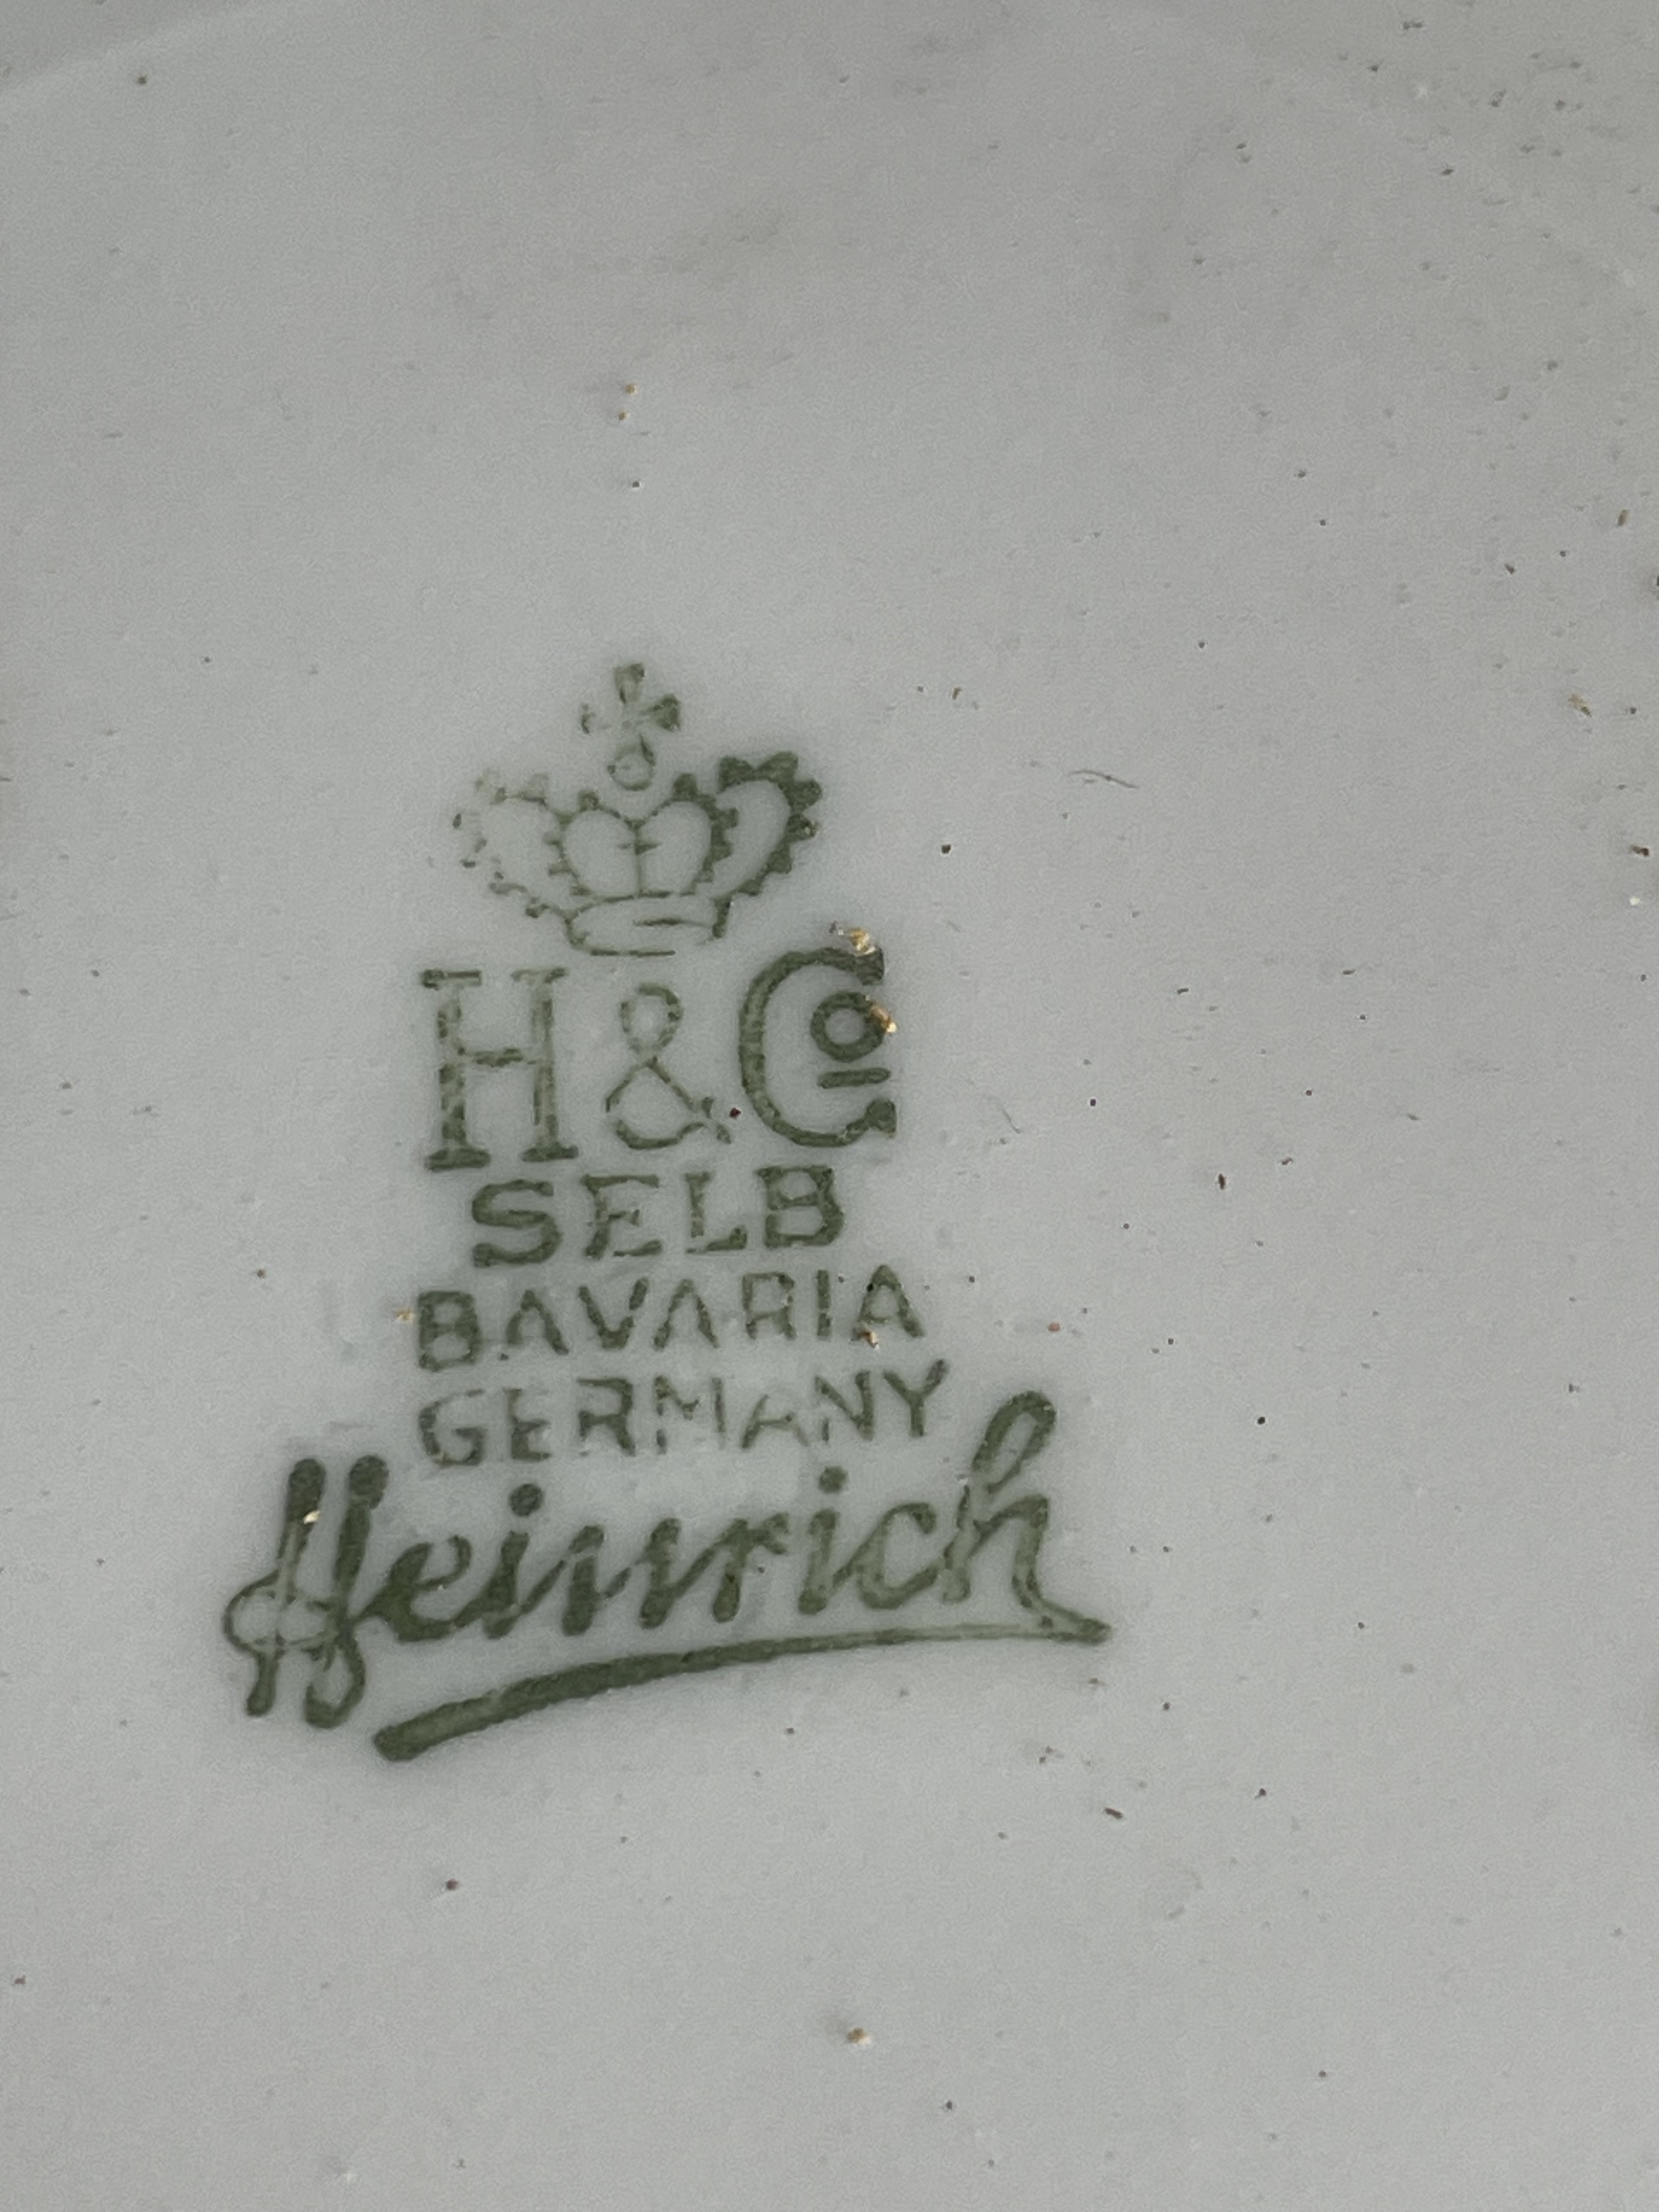 H & Co
SELB
BAVARIA
GERMANY
Heinrich